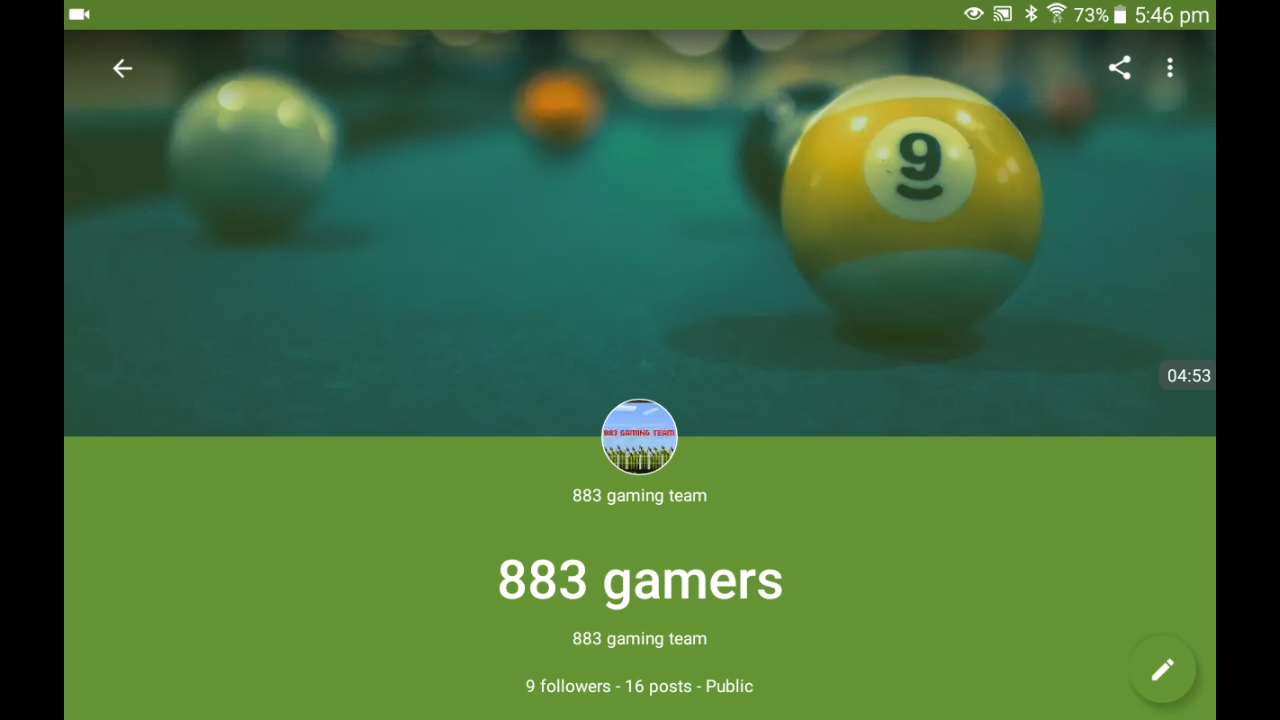 73% 5:46 pm
9
04:53
883 GAMING TEAM
883 gaming team
883 gamers
883 gaming team
9 followers - 16 posts - Public